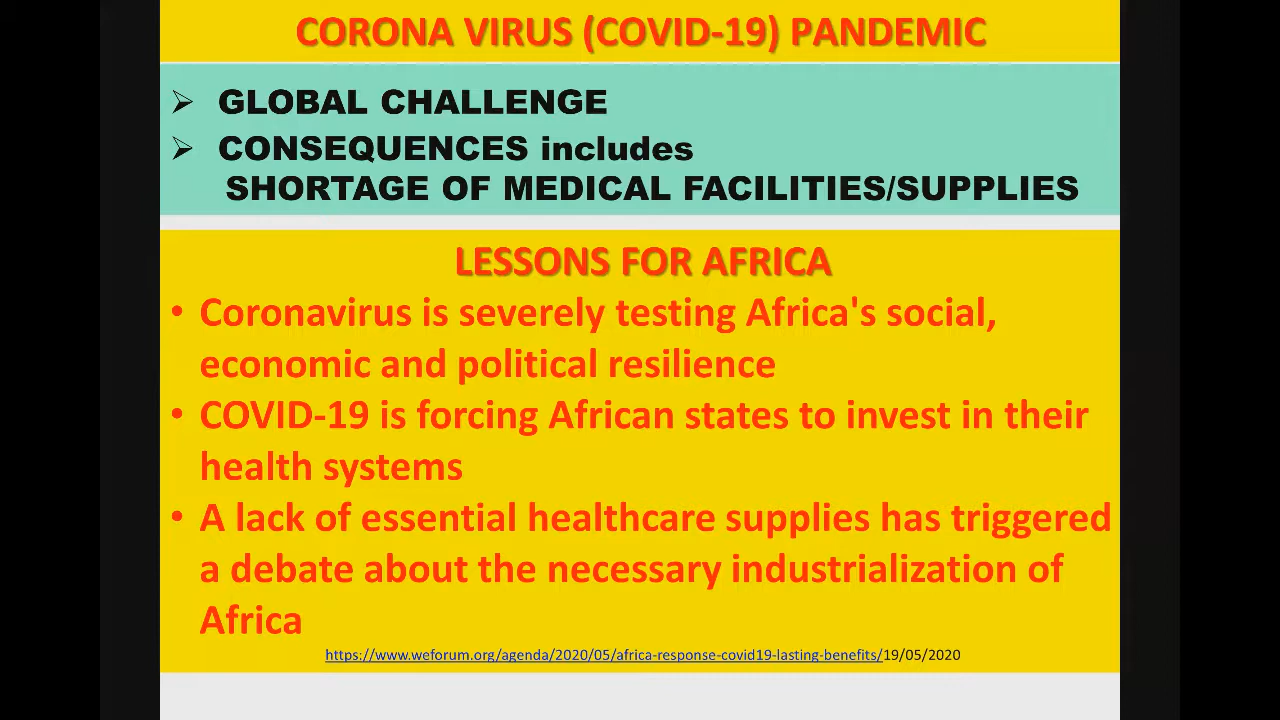 CORONA VIRUS (COVID-19) PANDEMIC
➢ GLOBAL CHALLENGE
➢ CONSEQUENCES includes
SHORTAGE OF MEDICAL FACILITIES/SUPPLIES
LESSONS FOR AFRICA
• Coronavirus is severely testing Africa's social,
economic and political resilience
• COVID-19 is forcing African states to invest in their
health systems
• A lack of essential healthcare supplies has triggered
a debate about the necessary industrialization of
Africa
https://www.weforum.org/agenda/2020/05/africa-response-covid19-lasting-benefits/19/05/2020